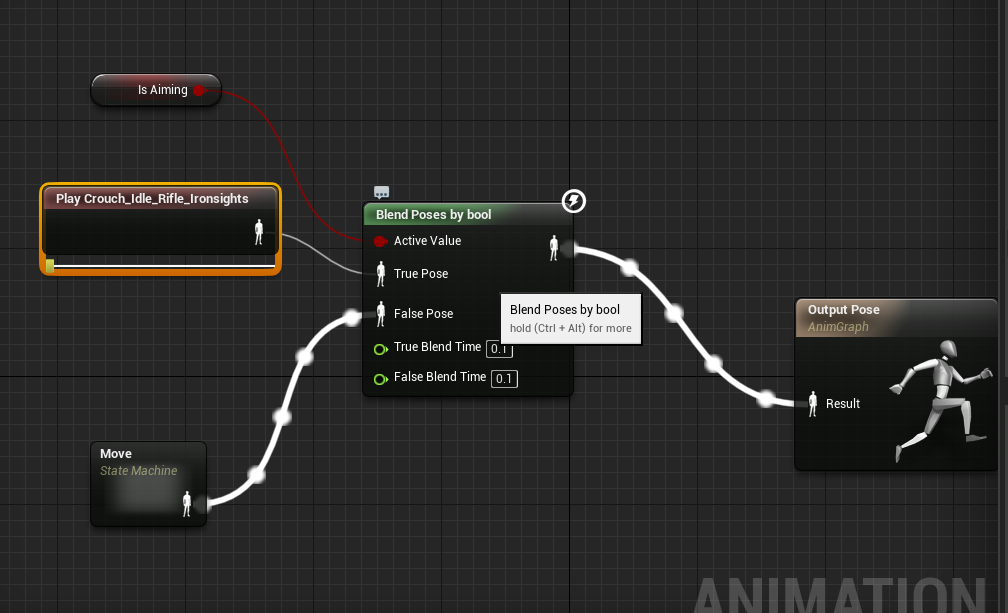 Is Aiming
Play Crouch_Idle_Rifle_Ironsights
Blend Poses by bool
Active Value
True Pose
False Pose
True Blend Time 0.1
False Blend Time 0.1
Blend Poses by bool
hold (Ctrl + Alt) for more
Output Pose
AnimGraph
Result
Move
State Machine
ANIMATION